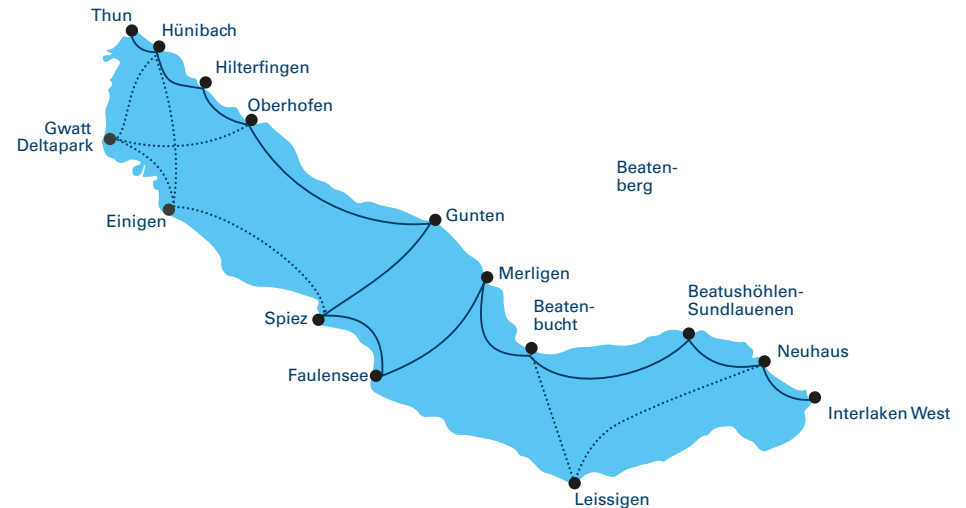 Thun
Hünibach
Hilterfingen
Oberhofen
Gwatt
Deltapark
Beaten-
berg
Einigen
Gunten
Merligen
Beatushöhlen-
Sundlauenen
Beaten-
bucht
Spiez
Neuhaus
Faulensee
Interlaken West
Leissigen